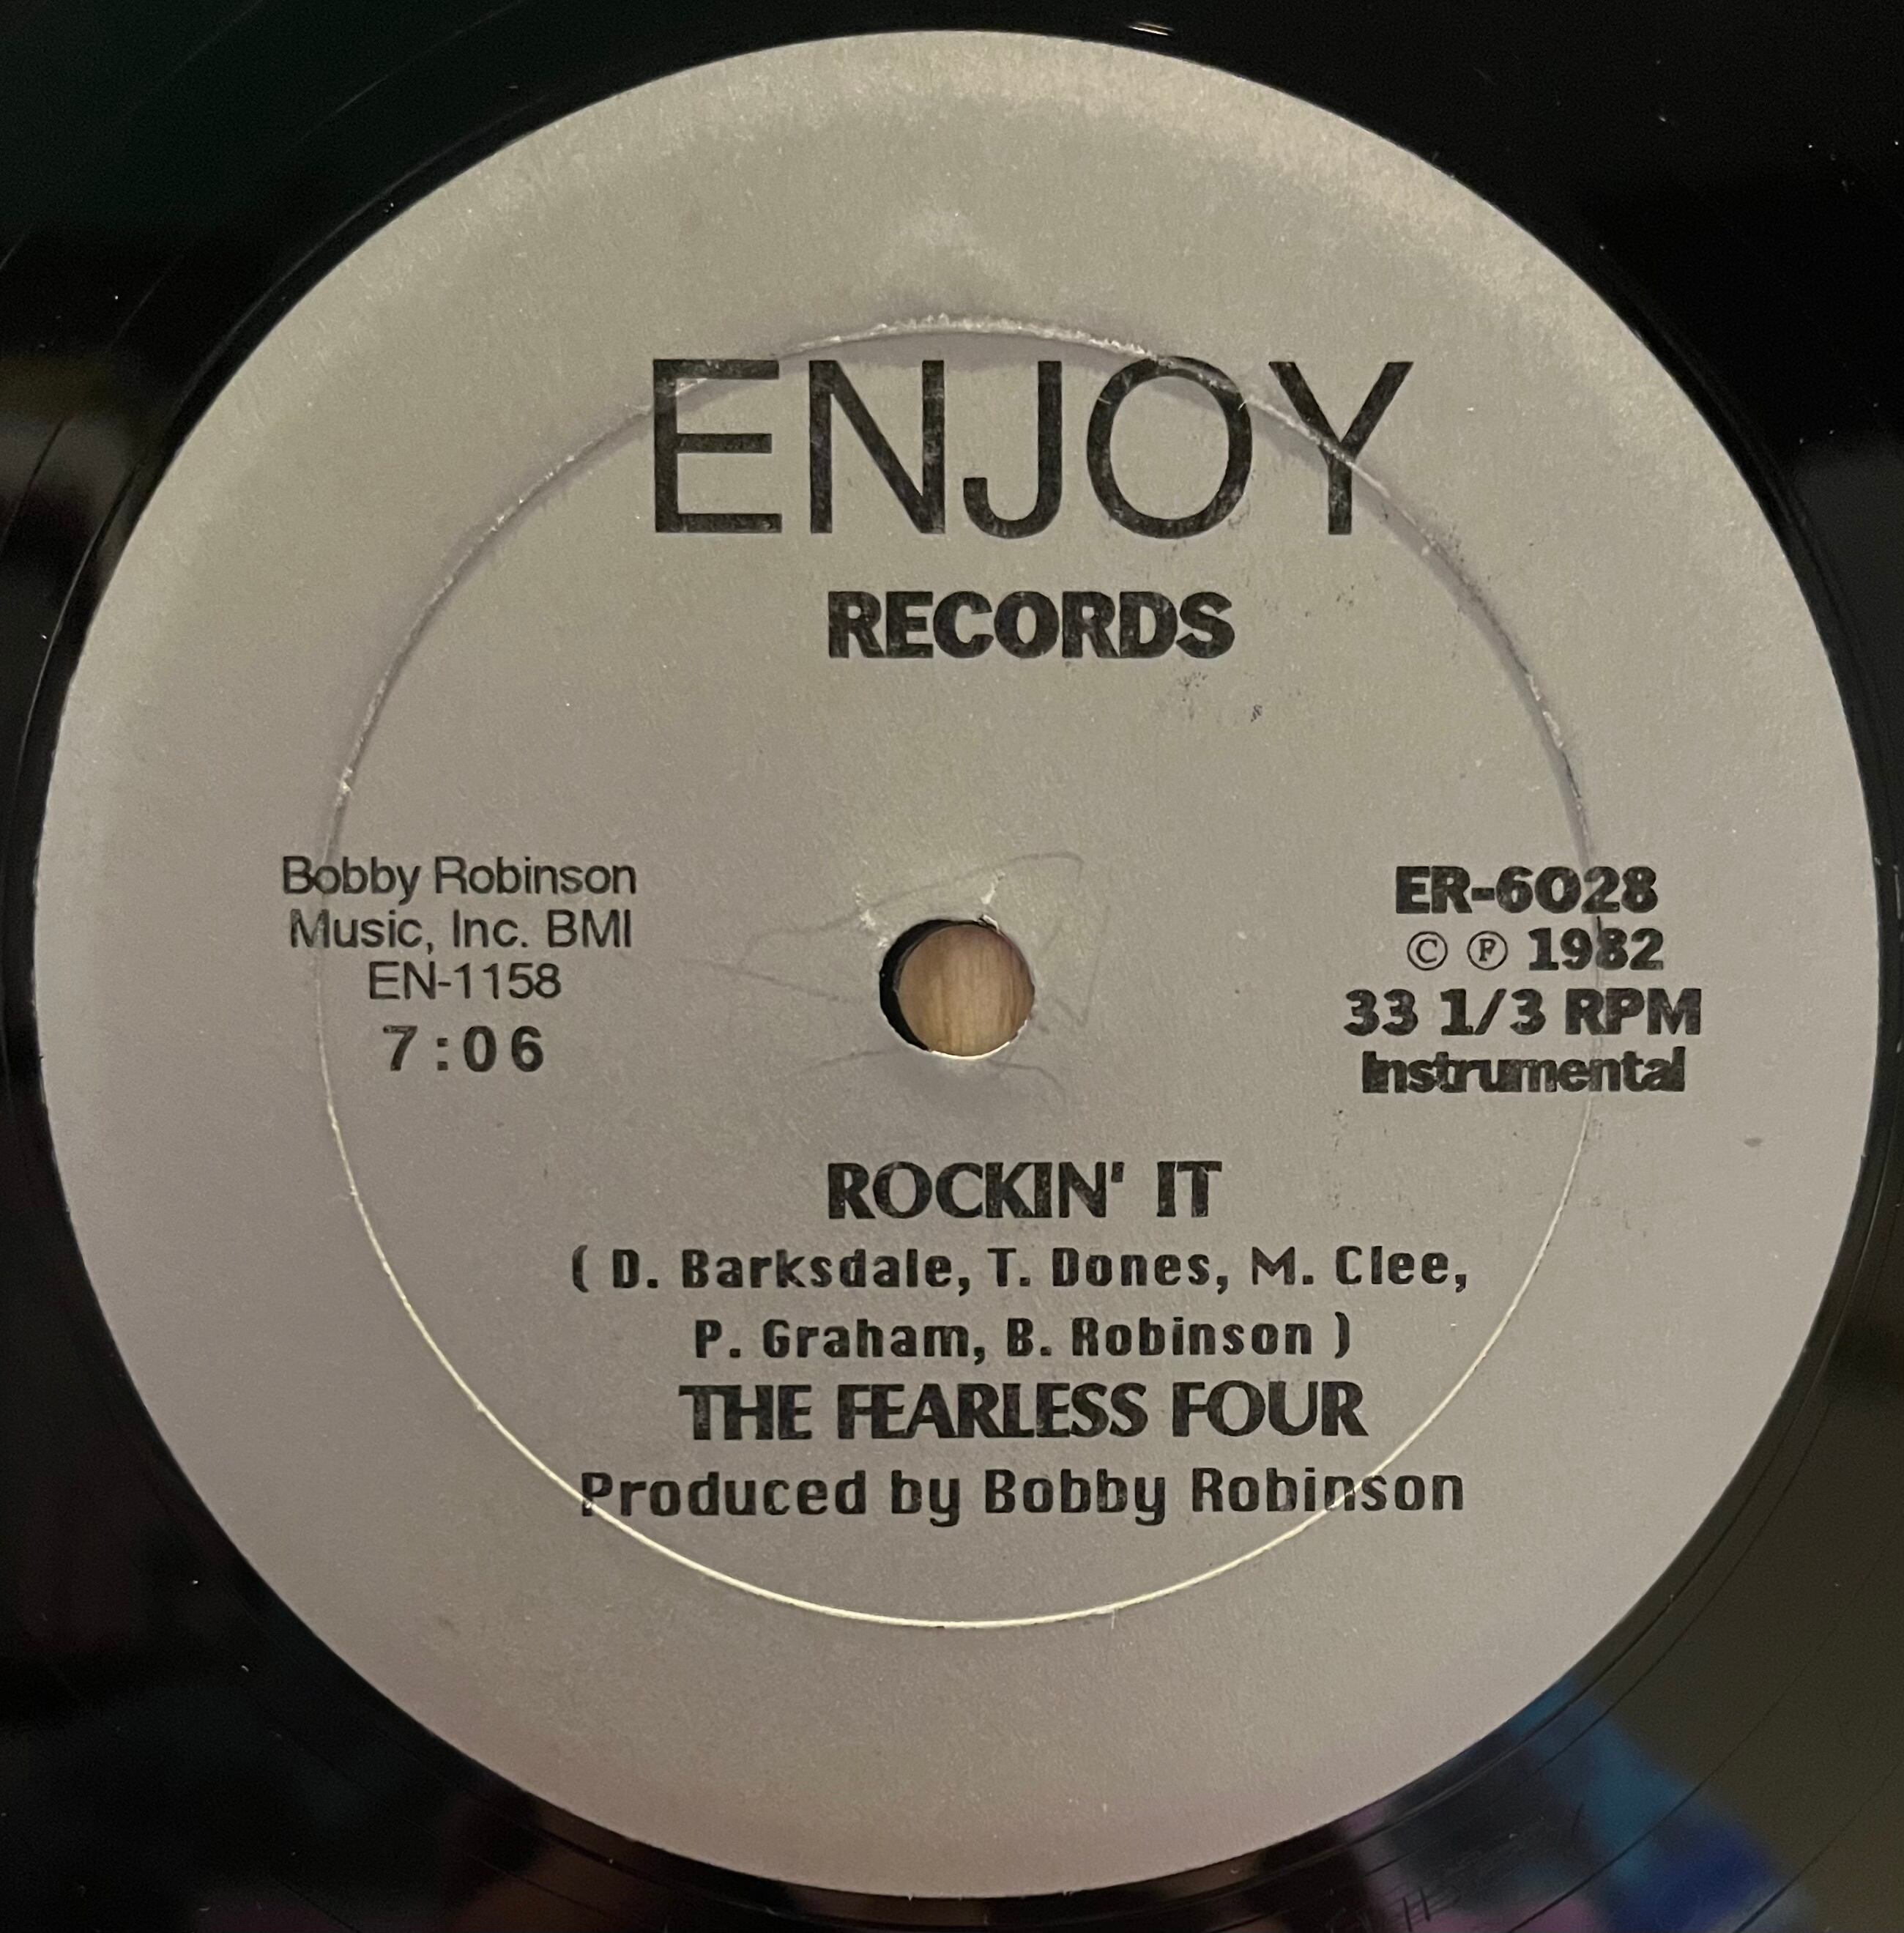 ENJOY
RECORDS
Bobby Robinson
Music, Inc. BMI
EN-1158
7:06
ER-6028
© ℗ 1982
33 1/3 RPM
Instrumental
ROCKIN' IT
( D. Barksdale, T. Dones, M. Clee,
P. Graham, B. Robinson )
THE FEARLESS FOUR
Produced by Bobby Robinson